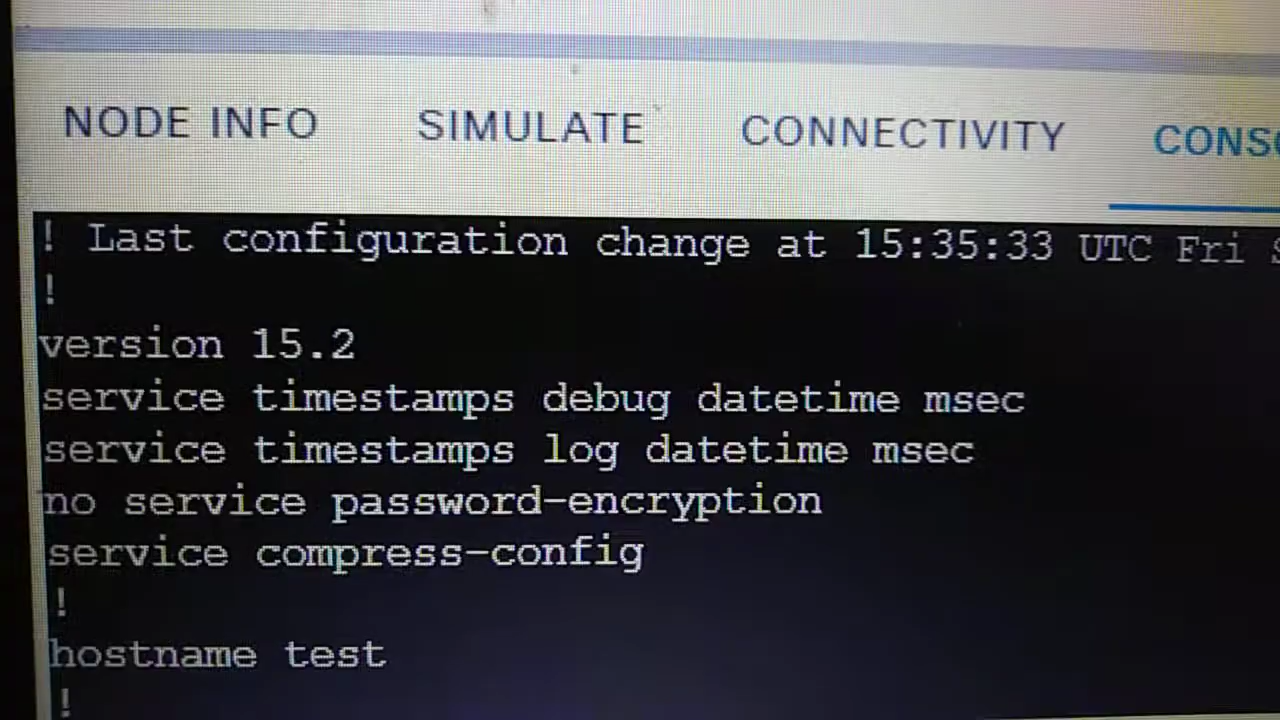 NODE INFO SIMULATE CONNECTIVITY
! Last configuration change at 15:35:33 UTC Fri
!
version 15.2
service timestamps debug datetime msec
service timestamps log datetime msec
no service password-encryption
service compress-config
!
hostname test
!